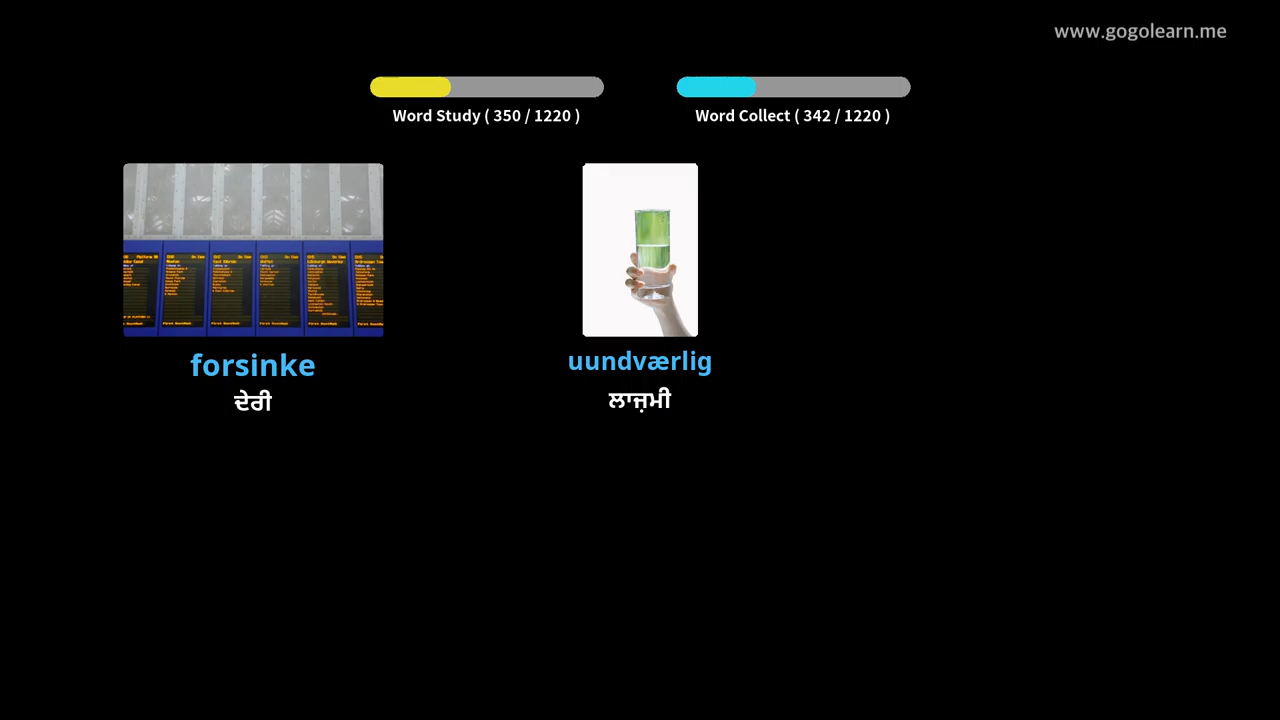 www.gogolearn.me
Word Study ( 350 / 1220 )
Word Collect ( 342 / 1220 )
forsinke
ਦੇਰੀ
uundværlig
ਲਾਜ਼ਮੀ